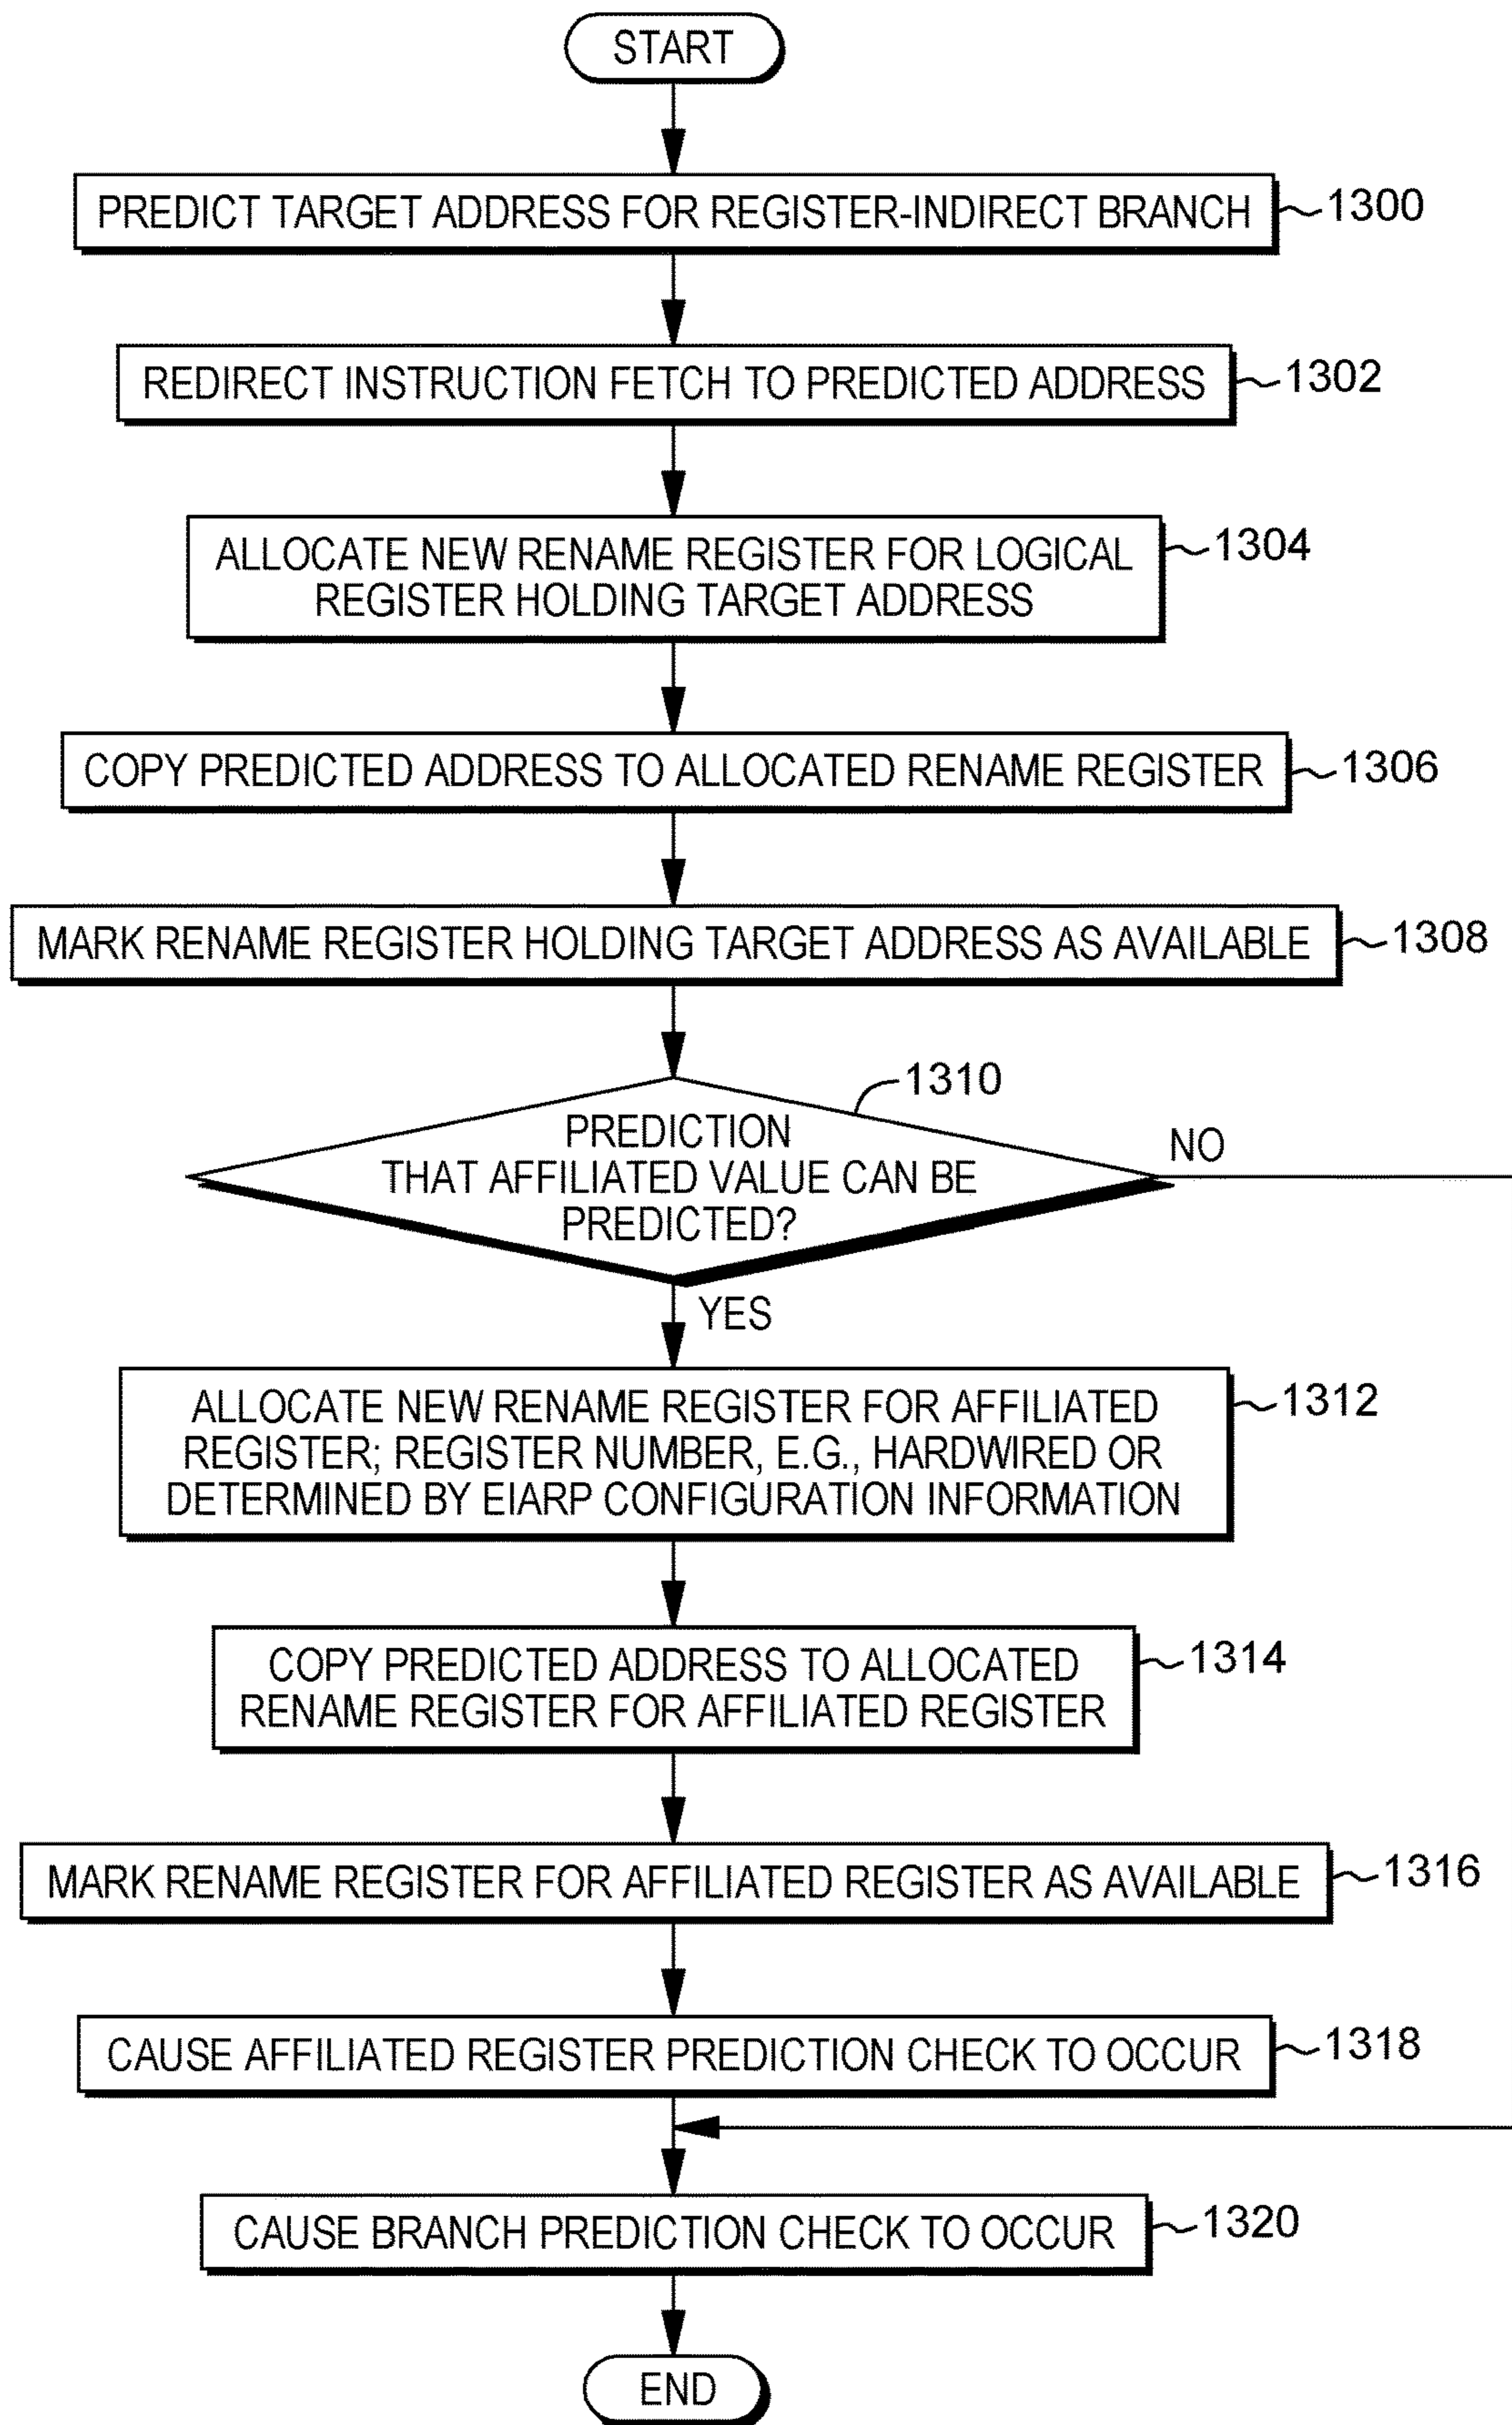 START
PREDICT TARGET ADDRESS FOR REGISTER-INDIRECT BRANCH
1300
REDIRECT INSTRUCTION FETCH TO PREDICTED ADDRESS
1302
ALLOCATE NEW RENAME REGISTER FOR LOGICAL
REGISTER HOLDING TARGET ADDRESS
1304
COPY PREDICTED ADDRESS TO ALLOCATED RENAME REGISTER
1306
MARK RENAME REGISTER HOLDING TARGET ADDRESS AS AVAILABLE
1308
1310
PREDICTION
THAT AFFILIATED VALUE CAN BE
PREDICTED?
NO
YES
ALLOCATE NEW RENAME REGISTER FOR AFFILIATED
REGISTER; REGISTER NUMBER, E.G., HARDWIRED OR
DETERMINED BY EIARP CONFIGURATION INFORMATION
1312
COPY PREDICTED ADDRESS TO ALLOCATED
RENAME REGISTER FOR AFFILIATED REGISTER
1314
MARK RENAME REGISTER FOR AFFILIATED REGISTER AS AVAILABLE
1316
CAUSE AFFILIATED REGISTER PREDICTION CHECK TO OCCUR
1318
CAUSE BRANCH PREDICTION CHECK TO OCCUR
1320
END